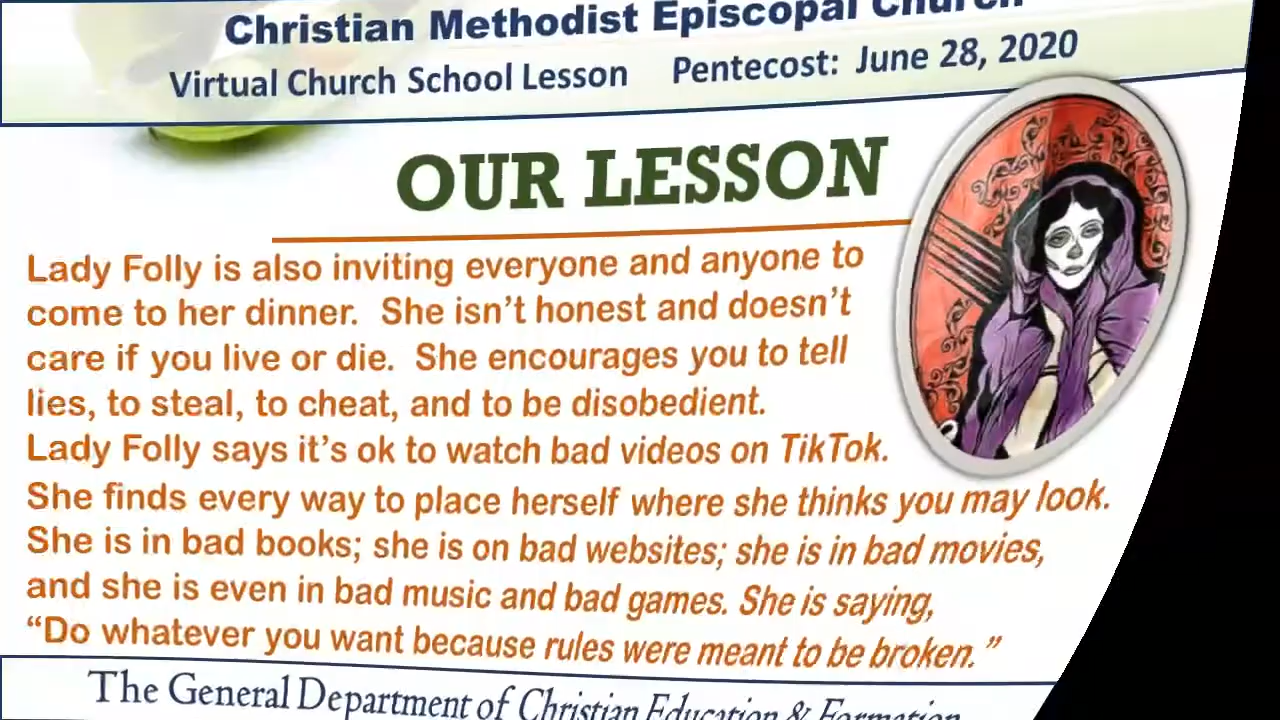 Christian Methodist Episcopal Church
Virtual Church School Lesson Pentecost: June 28, 2020
OUR LESSON
Lady Folly is also inviting everyone and anyone to
come to her dinner. She isn't honest and doesn't
care if you live or die. She encourages you to tell
lies, to steal, to cheat, and to be disobedient.
Lady Folly says it's ok to watch bad videos on TikTok.
She finds every way to place herself where she thinks you may look.
She is in bad books; she is on bad websites; she is in bad movies,
and she is even in bad music and bad games. She is saying,
“Do whatever you want because rules were meant to be broken.”
The General Department of Christian Education & Formation